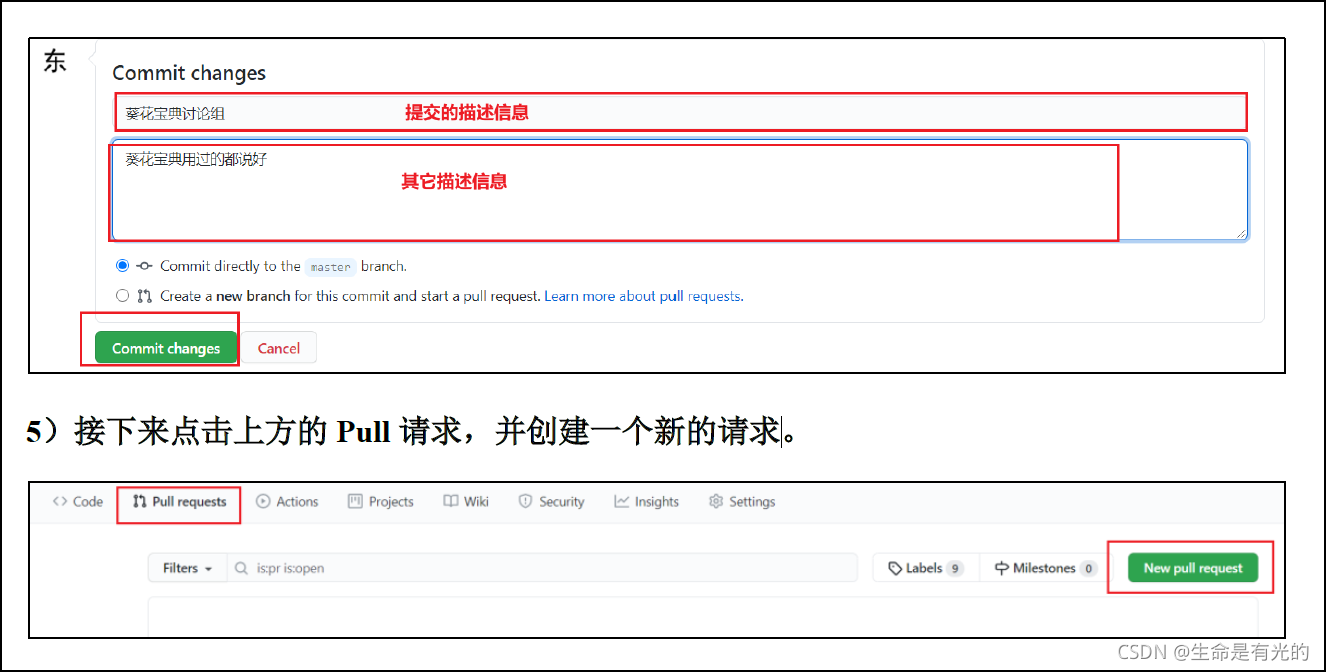 东
Commit changes
葵花宝典讨论组 提交的描述信息
葵花宝典用过的都说好
其它描述信息
Commit directly to the master branch.
Create a new branch for this commit and start a pull request. Learn more about pull requests.
Commit changes Cancel
5）接下来点击上方的 Pull 请求，并创建一个新的请求。
Code Pull requests Actions Projects Wiki Security Insights Settings
Filters is:pr is:open Labels 9 Milestones 0 New pull request
CSDN @生命是有光的